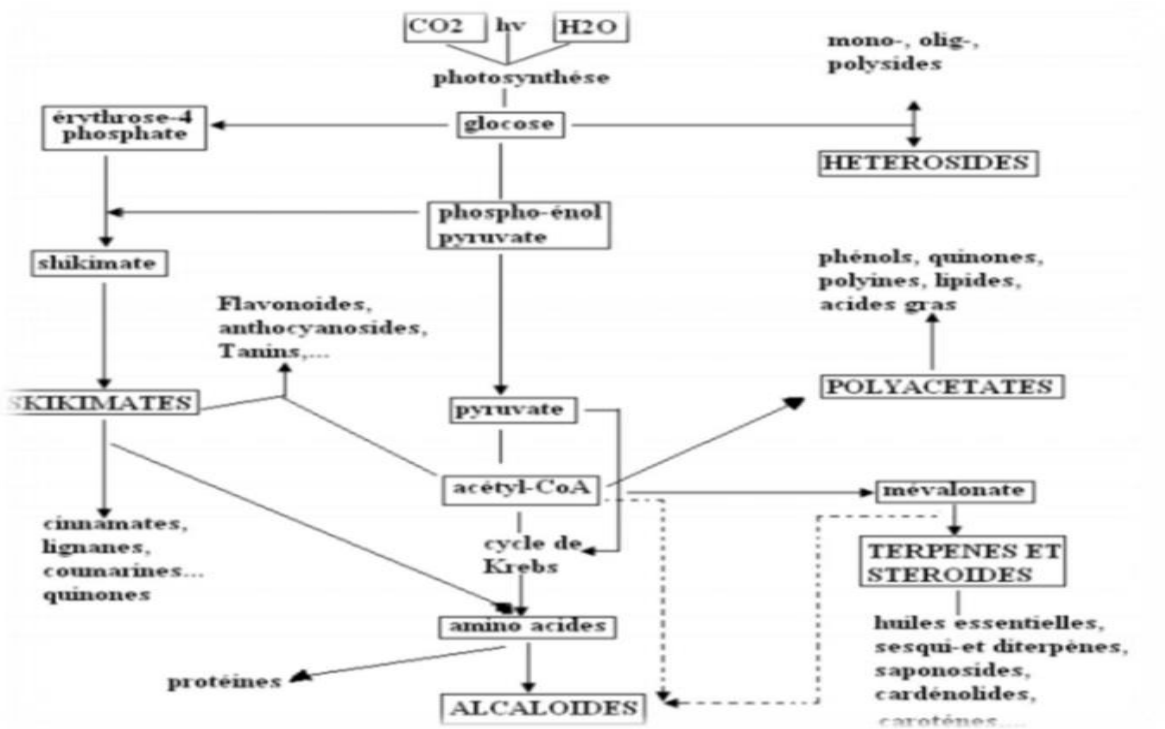 CO2 hv H2O
photosynthése
mono-, olig-,
polysides
érythrose-4
phosphate
glocose
HETEROSIDES
phospho-énol
pyruvate
shikimate
phénols, quinones,
polyines, lipides,
acides gras
Flavonoides,
anthocyanosides,
Tanins,...
SKIKIMATES
pyruvate
POLYACETATES
acétyl-CoA
mévalonate
cinnamates,
lignanes,
coumarines...
quinones
cycle de
Krebs
TERPENES ET
STEROIDES
amino acides
huiles essentielles,
sesqui-et diterpènes,
saponosides,
cardénolides,
caroténes....
protéines
ALCALOIDES